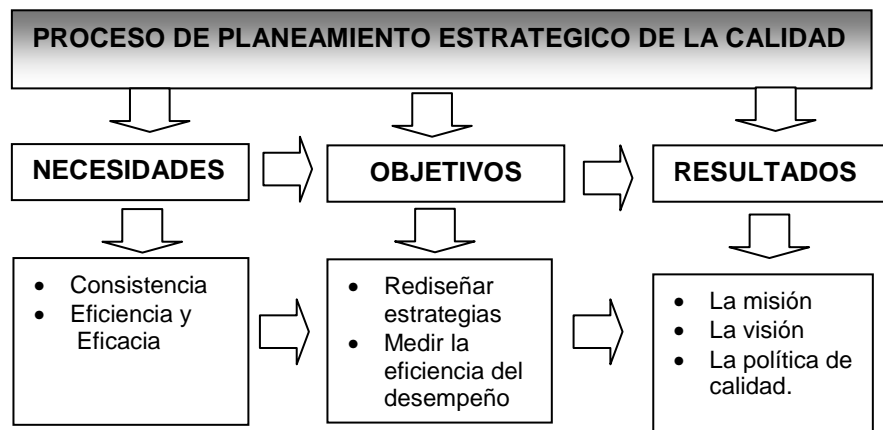 PROCESO DE PLANEAMIENTO ESTRATEGICO DE LA CALIDAD
NECESIDADES
OBJETIVOS
RESULTADOS
• Consistencia
• Eficiencia y
Eficacia
• Rediseñar
estrategias
• Medir la
eficiencia del
desempeño
• La misión
• La visión
• La política de
calidad.